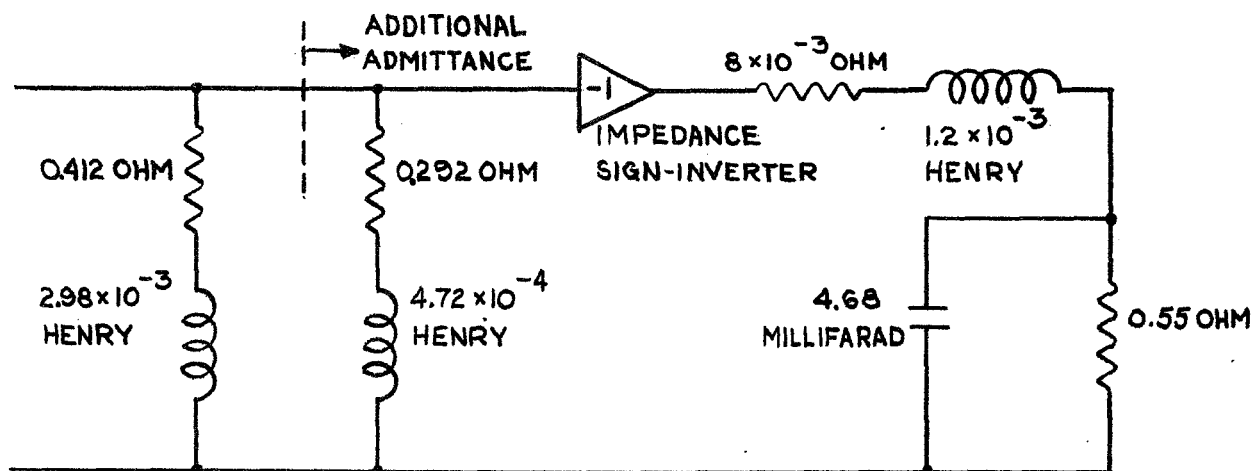 ADDITIONAL
ADMITTANCE
-1
IMPEDANCE
SIGN-INVERTER
8×10⁻³ OHM
1.2×10⁻³
HENRY
0.412 OHM
0.292 OHM
2.98×10⁻³
HENRY
4.72×10⁻⁴
HENRY
4.68
MILLIFARAD
0.55 OHM